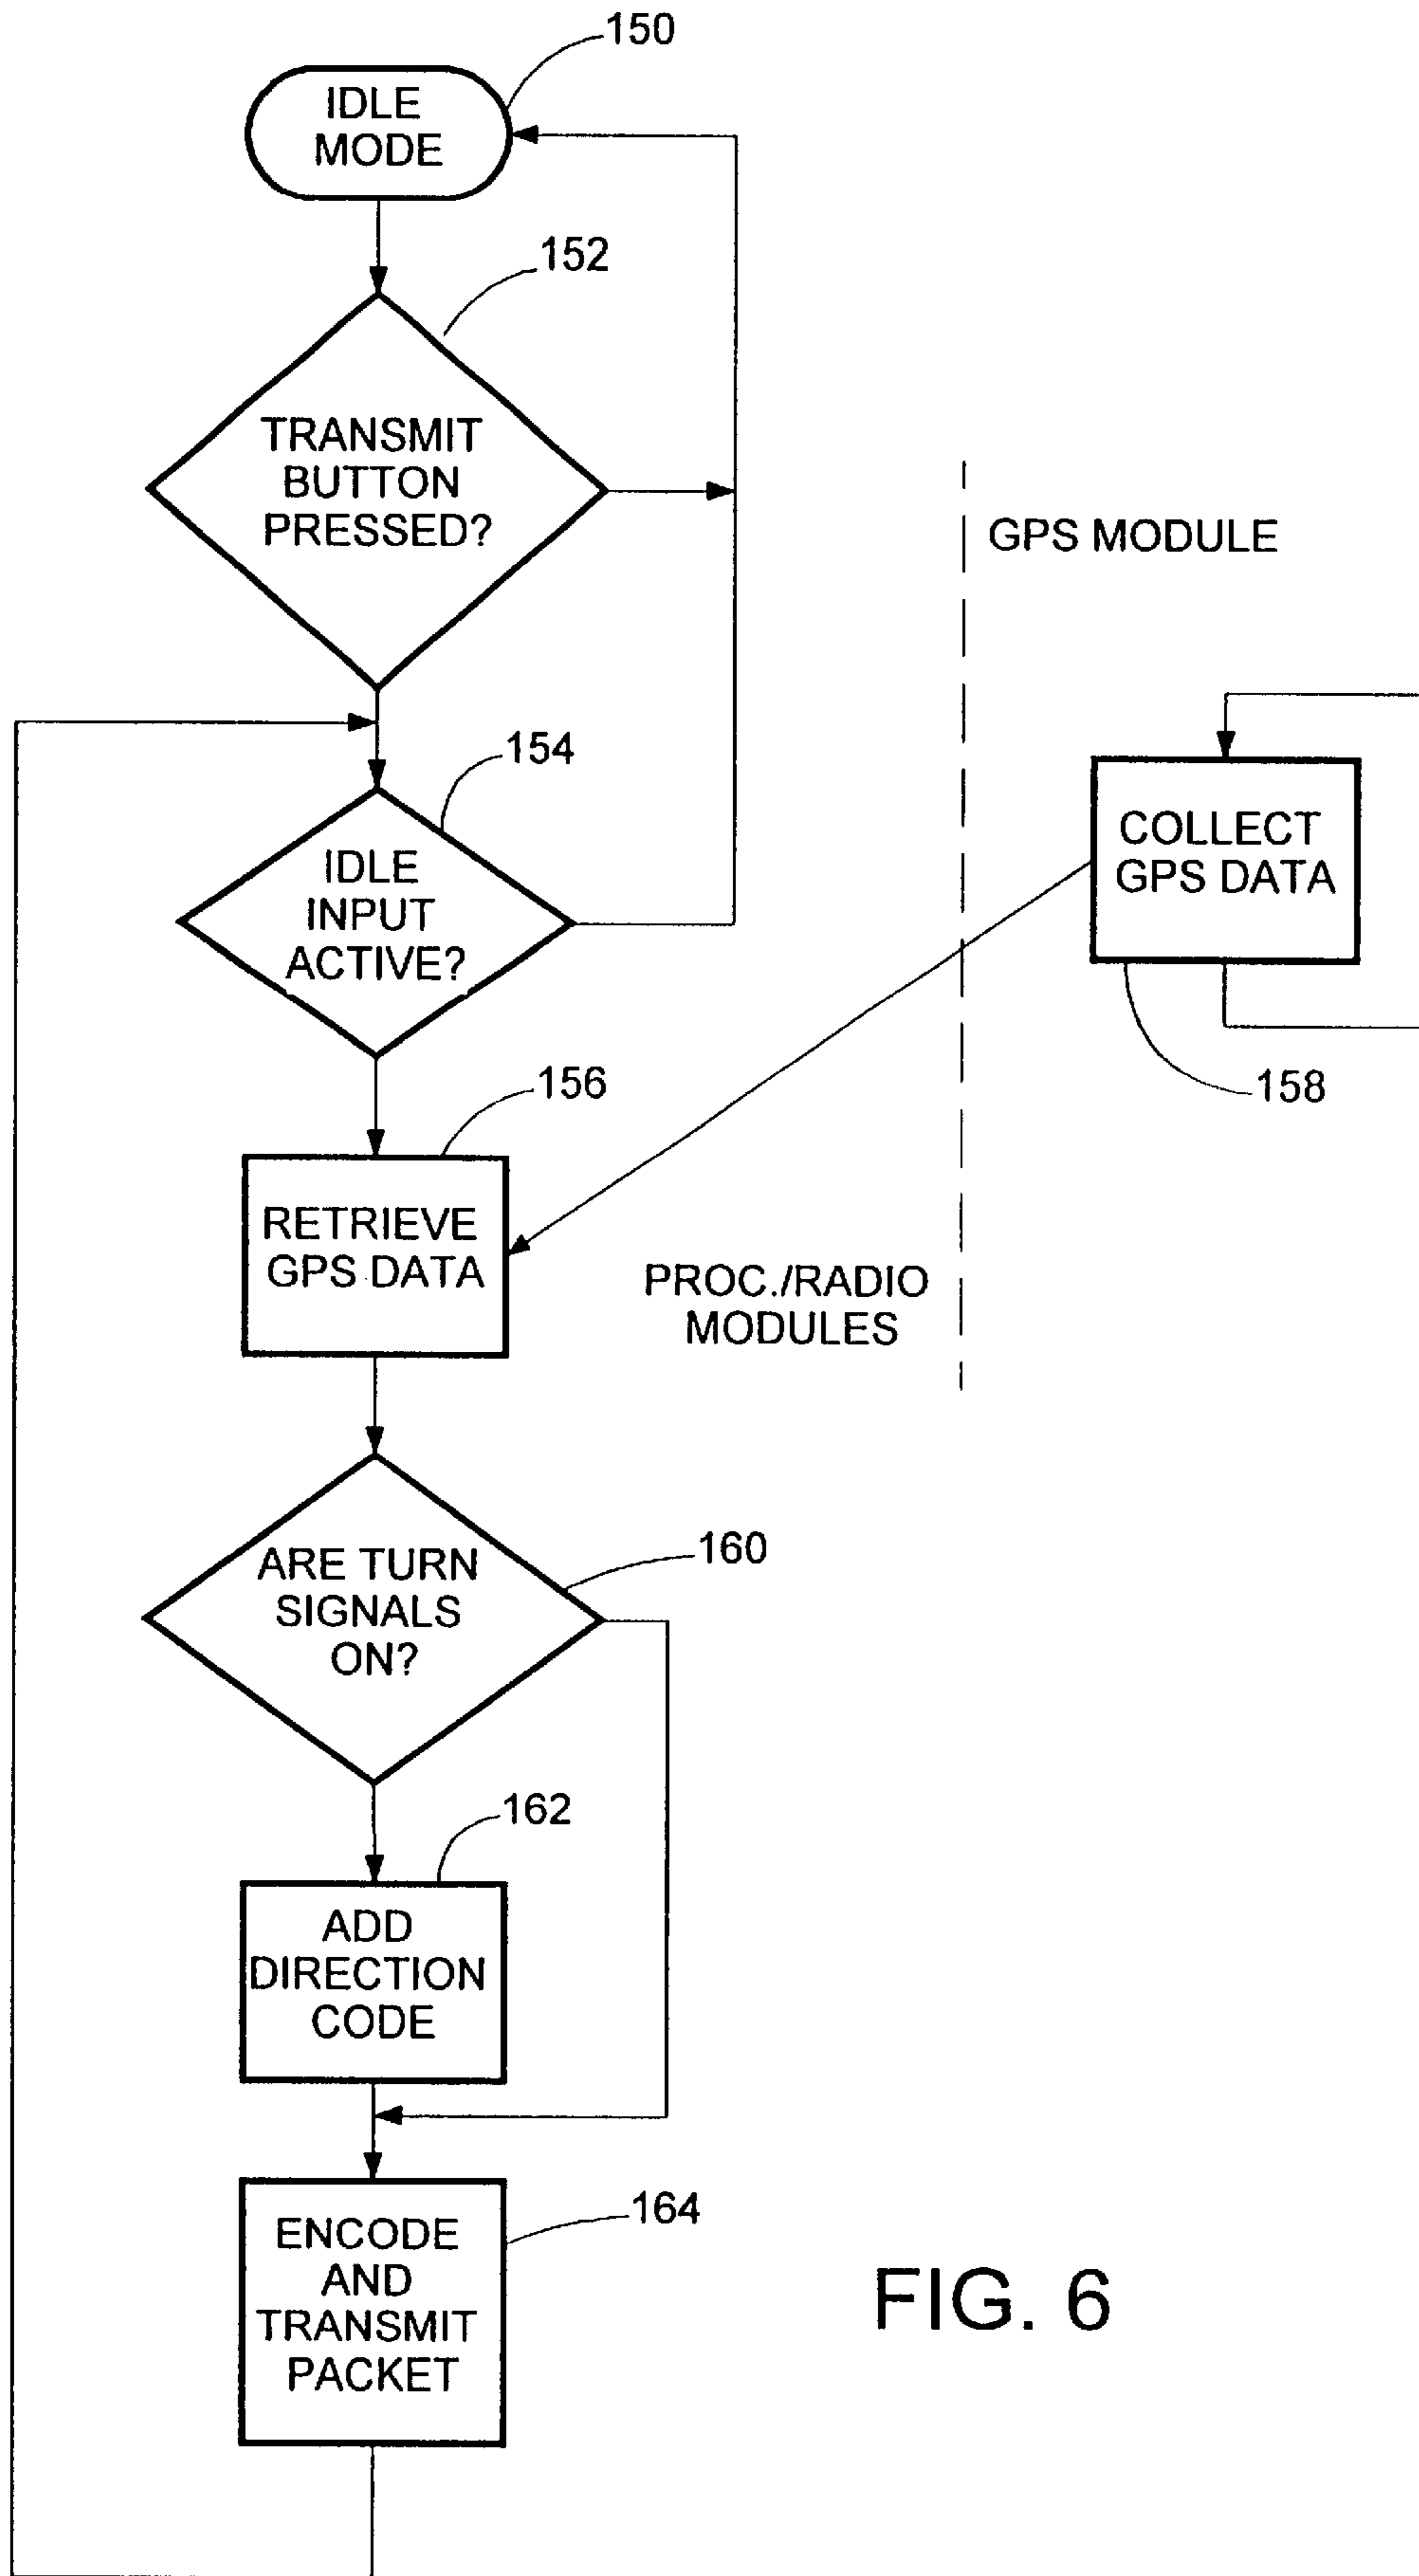 150
IDLE
MODE
152
TRANSMIT
BUTTON
PRESSED?
GPS MODULE
154
IDLE
INPUT
ACTIVE?
COLLECT
GPS DATA
158
156
RETRIEVE
GPS DATA
PROC./RADIO
MODULES
160
ARE TURN
SIGNALS
ON?
162
ADD
DIRECTION
CODE
164
ENCODE
AND
TRANSMIT
PACKET
FIG. 6